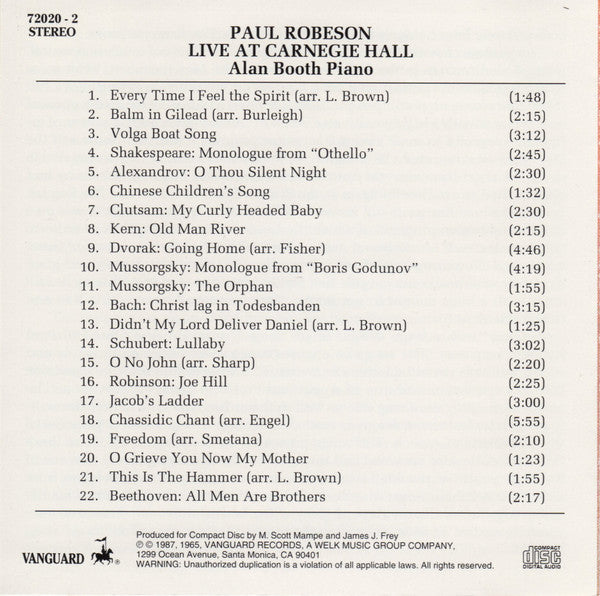 72020 - 2
STEREO
PAUL ROBESON
LIVE AT CARNEGIE HALL
Alan Booth Piano
1. Every Time I Feel the Spirit (arr. L. Brown) (1:48)
2. Balm in Gilead (arr. Burleigh) (2:15)
3. Volga Boat Song (3:12)
4. Shakespeare: Monologue from “Othello” (2:45)
5. Alexandrov: O Thou Silent Night (2:30)
6. Chinese Children’s Song (1:32)
7. Clutsam: My Curly Headed Baby (2:30)
8. Kern: Old Man River (2:15)
9. Dvorak: Going Home (arr. Fisher) (4:46)
10. Mussorgsky: Monologue from “Boris Godunov” (4:19)
11. Mussorgsky: The Orphan (1:55)
12. Bach: Christ lag in Todesbanden (3:15)
13. Didn’t My Lord Deliver Daniel (arr. L. Brown) (1:25)
14. Schubert: Lullaby (3:02)
15. O No John (arr. Sharp) (2:20)
16. Robinson: Joe Hill (2:25)
17. Jacob’s Ladder (3:00)
18. Chassidic Chant (arr. Engel) (5:55)
19. Freedom (arr. Smetana) (2:10)
20. O Grieve You Now My Mother (1:23)
21. This Is The Hammer (arr. L. Brown) (1:55)
22. Beethoven: All Men Are Brothers (2:17)
VANGUARD
Produced for Compact Disc by M. Scott Mampe and James J. Frey
℗ © 1987, 1965, VANGUARD RECORDS, A WELK MUSIC GROUP COMPANY,
1299 Ocean Avenue, Santa Monica, CA 90401
WARNING: Unauthorized duplication is a violation of all applicable laws. All rights reserved.
COMPACT
disc
DIGITAL AUDIO